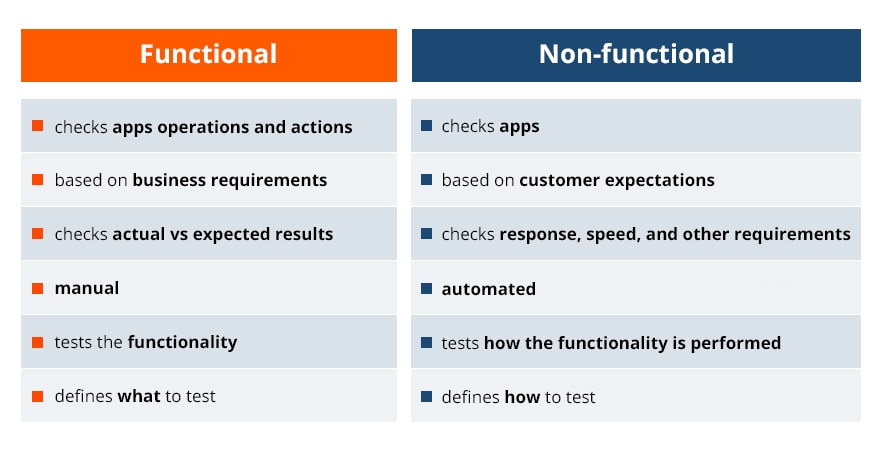 Functional
Non-functional
checks apps operations and actions
checks apps
based on business requirements
based on customer expectations
checks actual vs expected results
checks response, speed, and other requirements
manual
automated
tests the functionality
tests how the functionality is performed
defines what to test
defines how to test